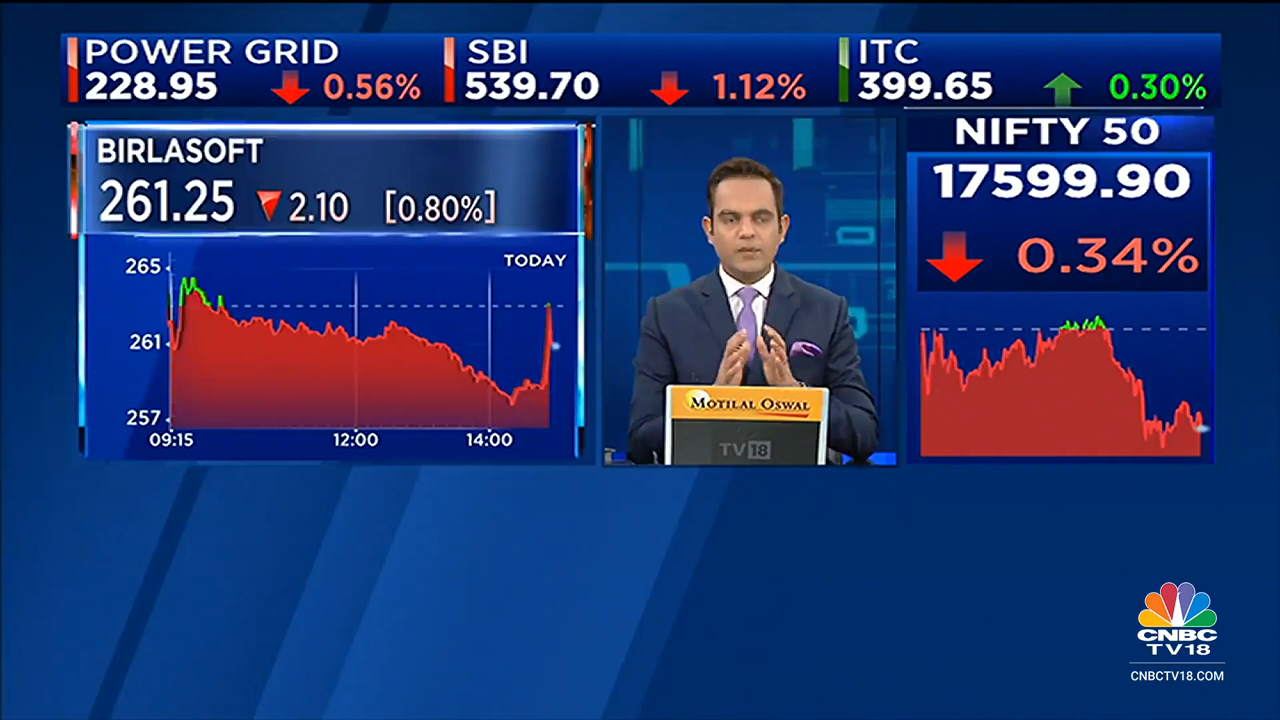 POWER GRID
228.95 0.56%
SBI
539.70 1.12%
ITC
399.65 0.30%
BIRLASOFT
261.25 2.10 [0.80%]
TODAY
265
261
257
09:15 12:00 14:00
MOTILAL OSWAL
TV18
NIFTY 50
17599.90
0.34%
CNBC
TV18
CNBCTV18.COM